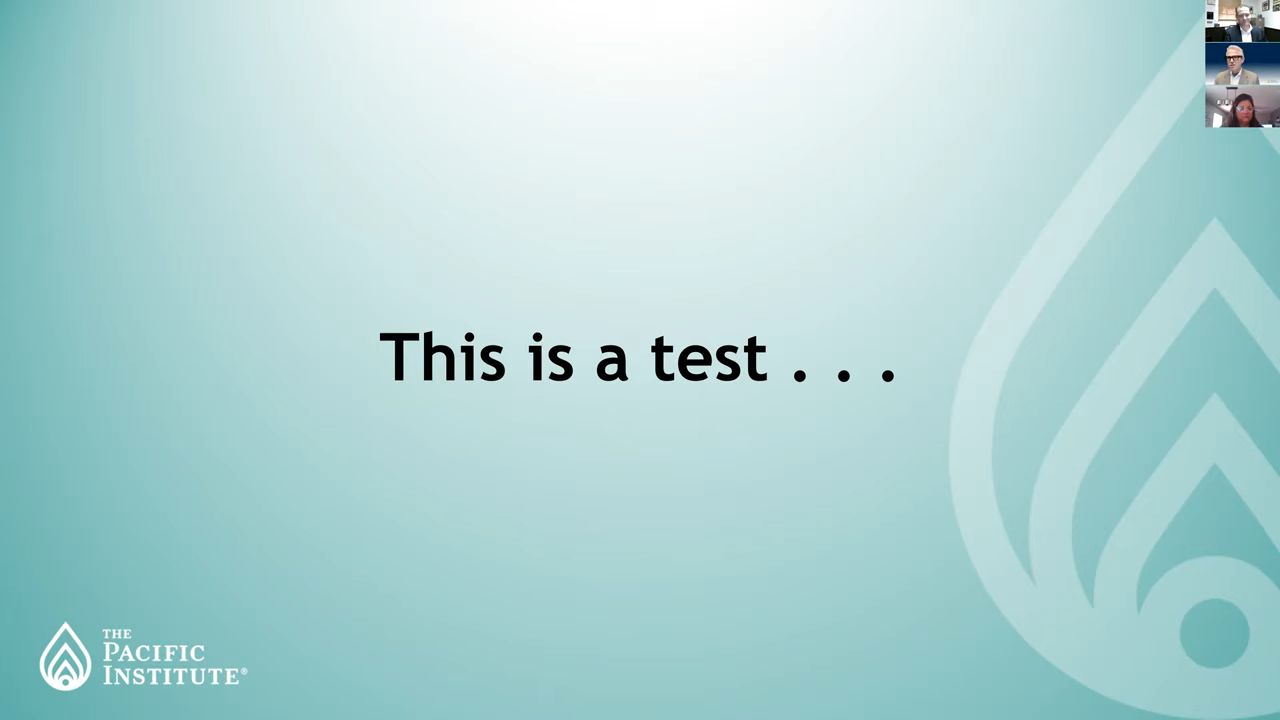 This is a test . . .
THE
PACIFIC
INSTITUTE®